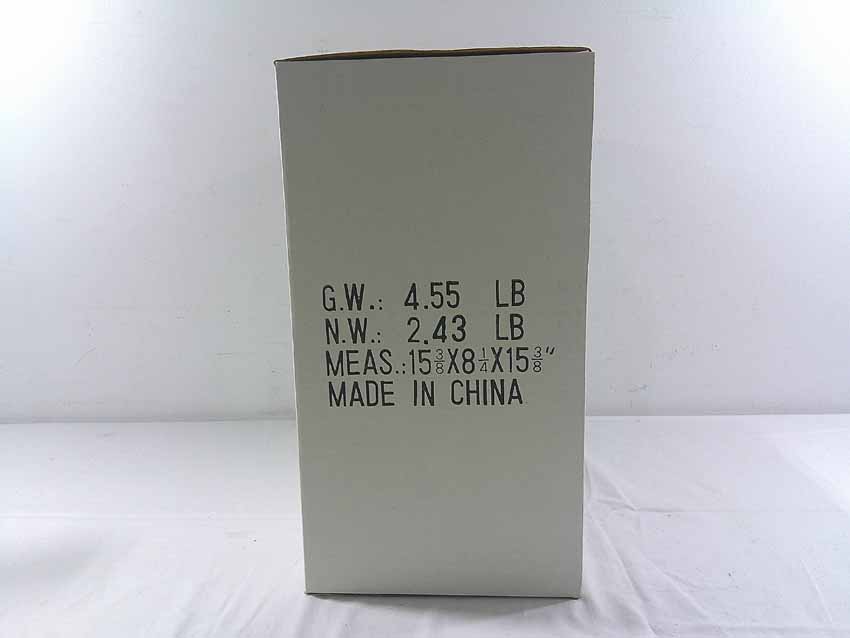 G.W.: 4.55 LB
N.W.: 2.43 LB
MEAS.:15 3/8X8 1/4X15 3/8"
MADE IN CHINA